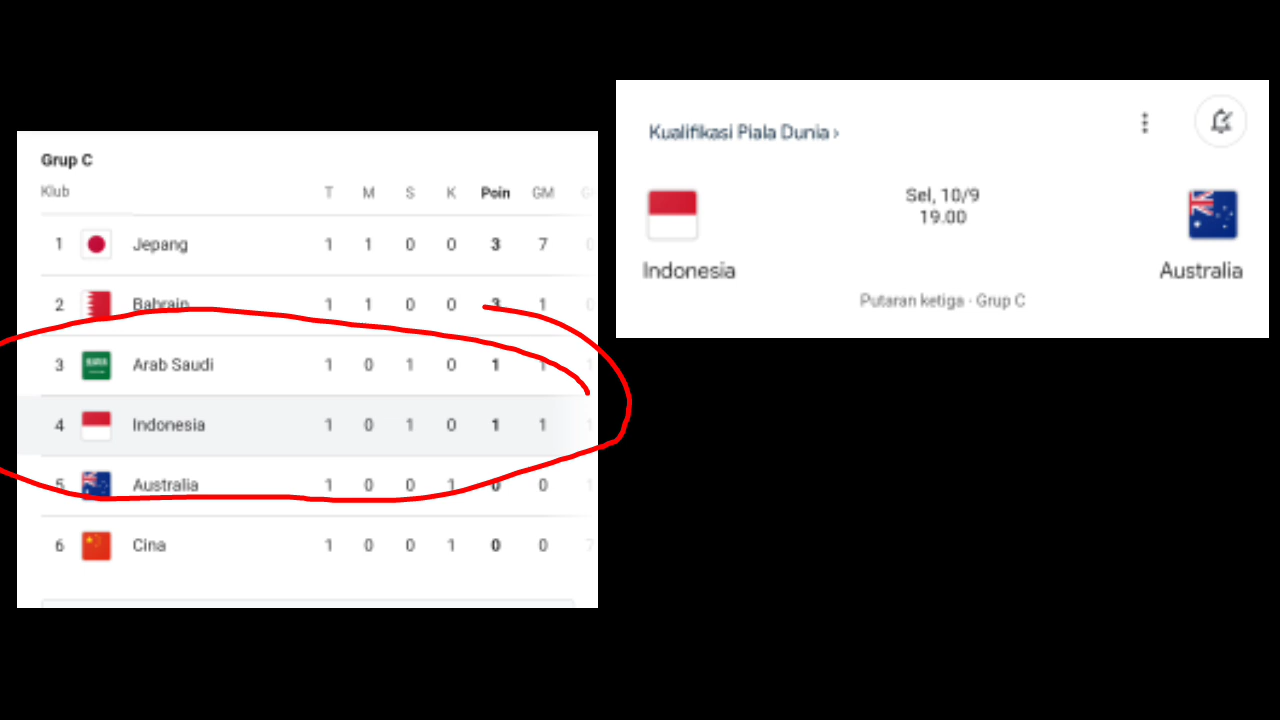 Grup C
Klub T M S K Poin GM
1 Jepang 1 1 0 0 3 7
2 Bahrain 1 1 0 0 3 1
3 Arab Saudi 1 0 1 0 1 1
4 Indonesia 1 0 1 0 1 1
5 Australia 1 0 0 1 0 0
6 Cina 1 0 0 1 0 0
Kualifikasi Piala Dunia ›
Sel, 10/9
19.00
Indonesia Australia
Putaran ketiga · Grup C